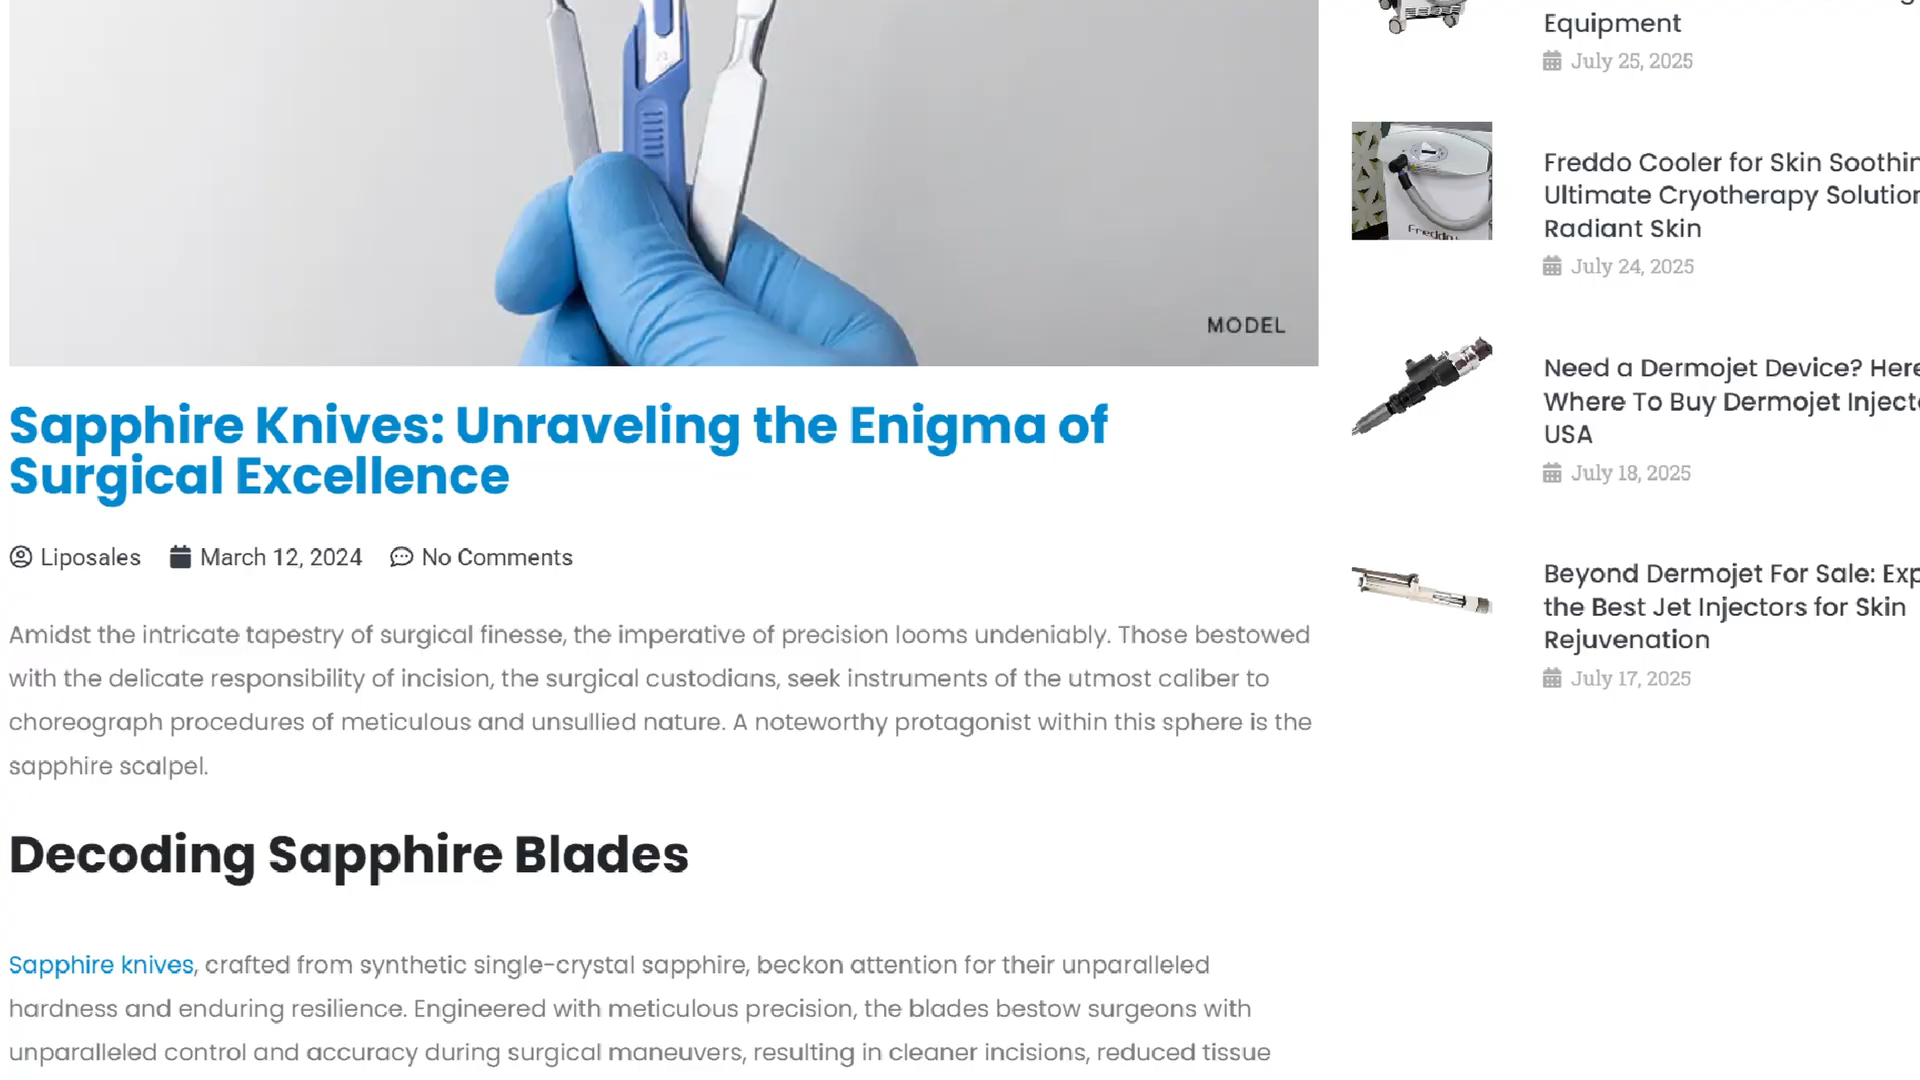 MODEL
Sapphire Knives: Unraveling the Enigma of
Surgical Excellence
Liposales
March 12, 2024
No Comments
Amidst the intricate tapestry of surgical finesse, the imperative of precision looms undeniably. Those bestowed
with the delicate responsibility of incision, the surgical custodians, seek instruments of the utmost caliber to
choreograph procedures of meticulous and unsullied nature. A noteworthy protagonist within this sphere is the
sapphire scalpel.
Decoding Sapphire Blades
Sapphire knives, crafted from synthetic single-crystal sapphire, beckon attention for their unparalleled
hardness and enduring resilience. Engineered with meticulous precision, the blades bestow surgeons with
unparalleled control and accuracy during surgical maneuvers, resulting in cleaner incisions, reduced tissue
Equipment
July 25, 2025
Freddo Cooler for Skin Soothin
Ultimate Cryotherapy Solution
Radiant Skin
July 24, 2025
Need a Dermojet Device? Here
Where To Buy Dermojet Injecto
USA
July 18, 2025
Beyond Dermojet For Sale: Exp
the Best Jet Injectors for Skin
Rejuvenation
July 17, 2025